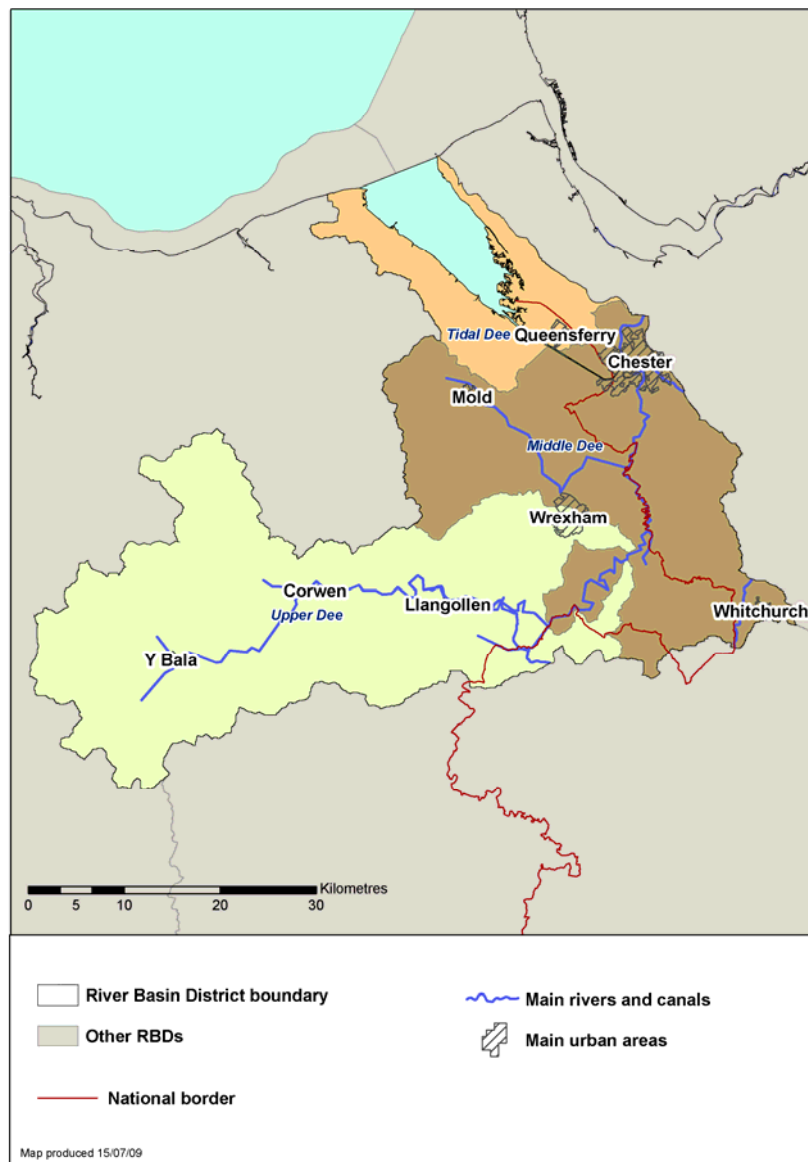 Tidal Dee
Queensferry
Chester
Mold
Middle Dee
Wrexham
Corwen
Llangollen
Upper Dee
Whitchurch
Y Bala
Kilometres
0 5 10 20 30
River Basin District boundary
Main rivers and canals
Other RBDs
Main urban areas
National border
Map produced 15/07/09